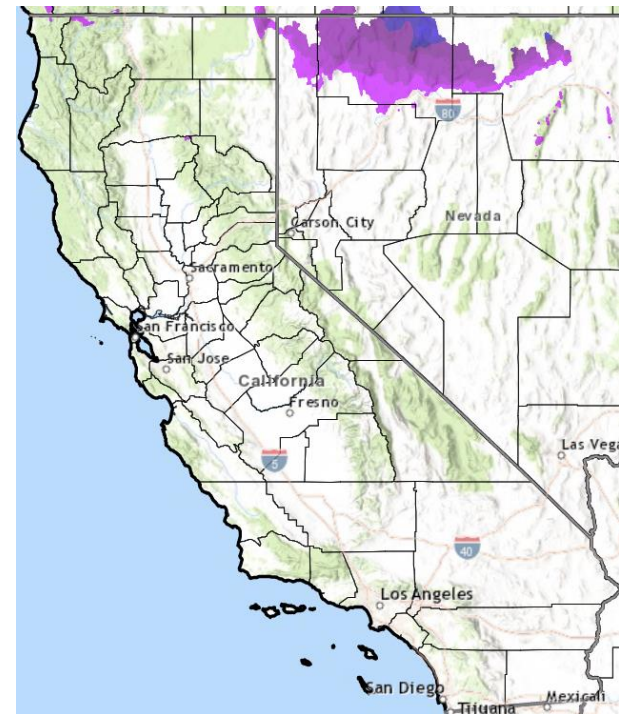 80
Carson City
Nevada
Sacramento
San Francisco
San Jose
California
Fresno
5
Las Vega
40
Los Angeles
San Diego
Tijuana
Mexicali